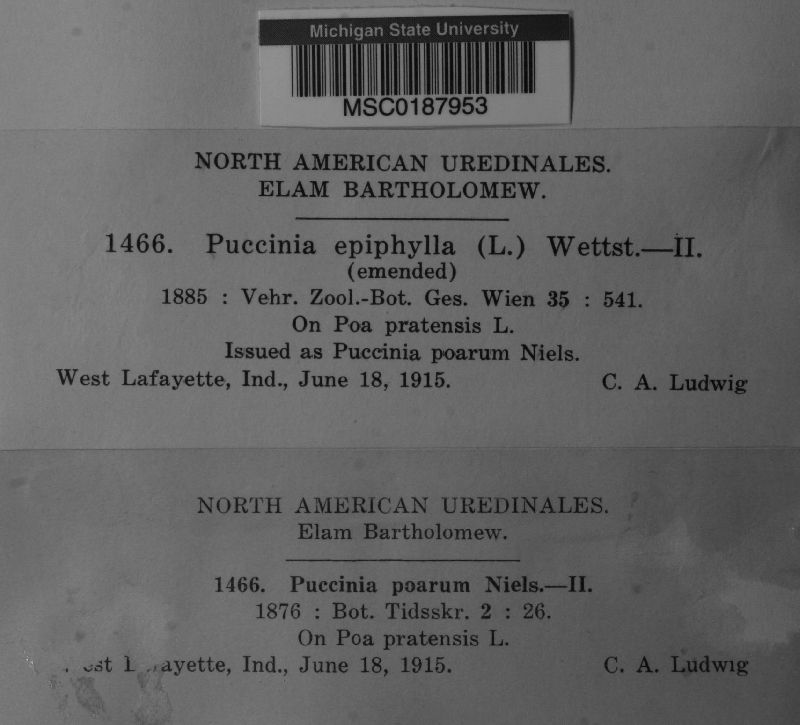 Michigan State University
MSC0187953
NORTH AMERICAN UREDINALES.
ELAM BARTHOLOMEW.
1466. Puccinia epiphylla (L.) Wettst.—II.
(emended)
1885 : Vehr. Zool.-Bot. Ges. Wien 35 : 541.
On Poa pratensis L.
Issued as Puccinia poarum Niels.
West Lafayette, Ind., June 18, 1915. C. A. Ludwig
NORTH AMERICAN UREDINALES.
Elam Bartholomew.
1466. Puccinia poarum Niels.—II.
1876 : Bot. Tidsskr. 2 : 26.
On Poa pratensis L.
Ind., June 18, 1915. C. A. Ludwig